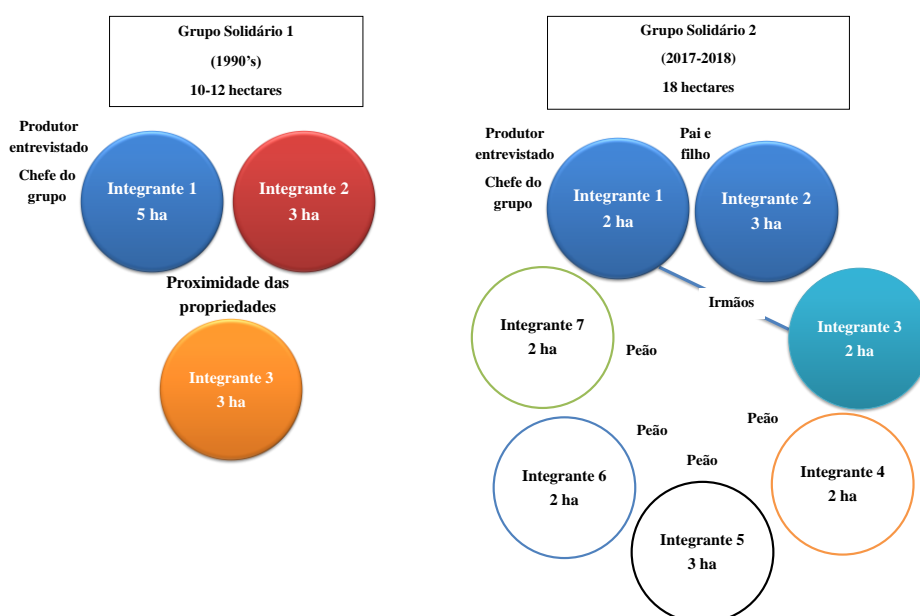 Grupo Solidário 1
(1990's)
10-12 hectares
Produtor
entrevistado
Chefe do
grupo
Integrante 1
5 ha
Integrante 2
3 ha
Proximidade das
propriedades
Integrante 3
3 ha
Grupo Solidário 2
(2017-2018)
18 hectares
Produtor
entrevistado
Chefe do
grupo
Integrante 1
2 ha
Pai e
filho
Integrante 2
3 ha
Irmãos
Integrante 3
2 ha
Integrante 7
2 ha
Peão
Integrante 6
2 ha
Peão
Peão
Integrante 5
3 ha
Peão
Integrante 4
2 ha